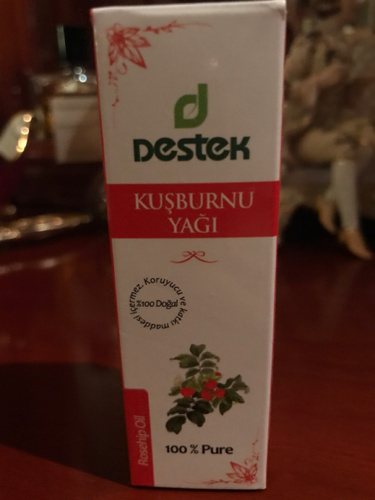 Destek
KUŞBURNU
YAĞI
%100 Doğal
Koruyucu ve katkı maddesi içermez.
Rosehip Oil
100 % Pure